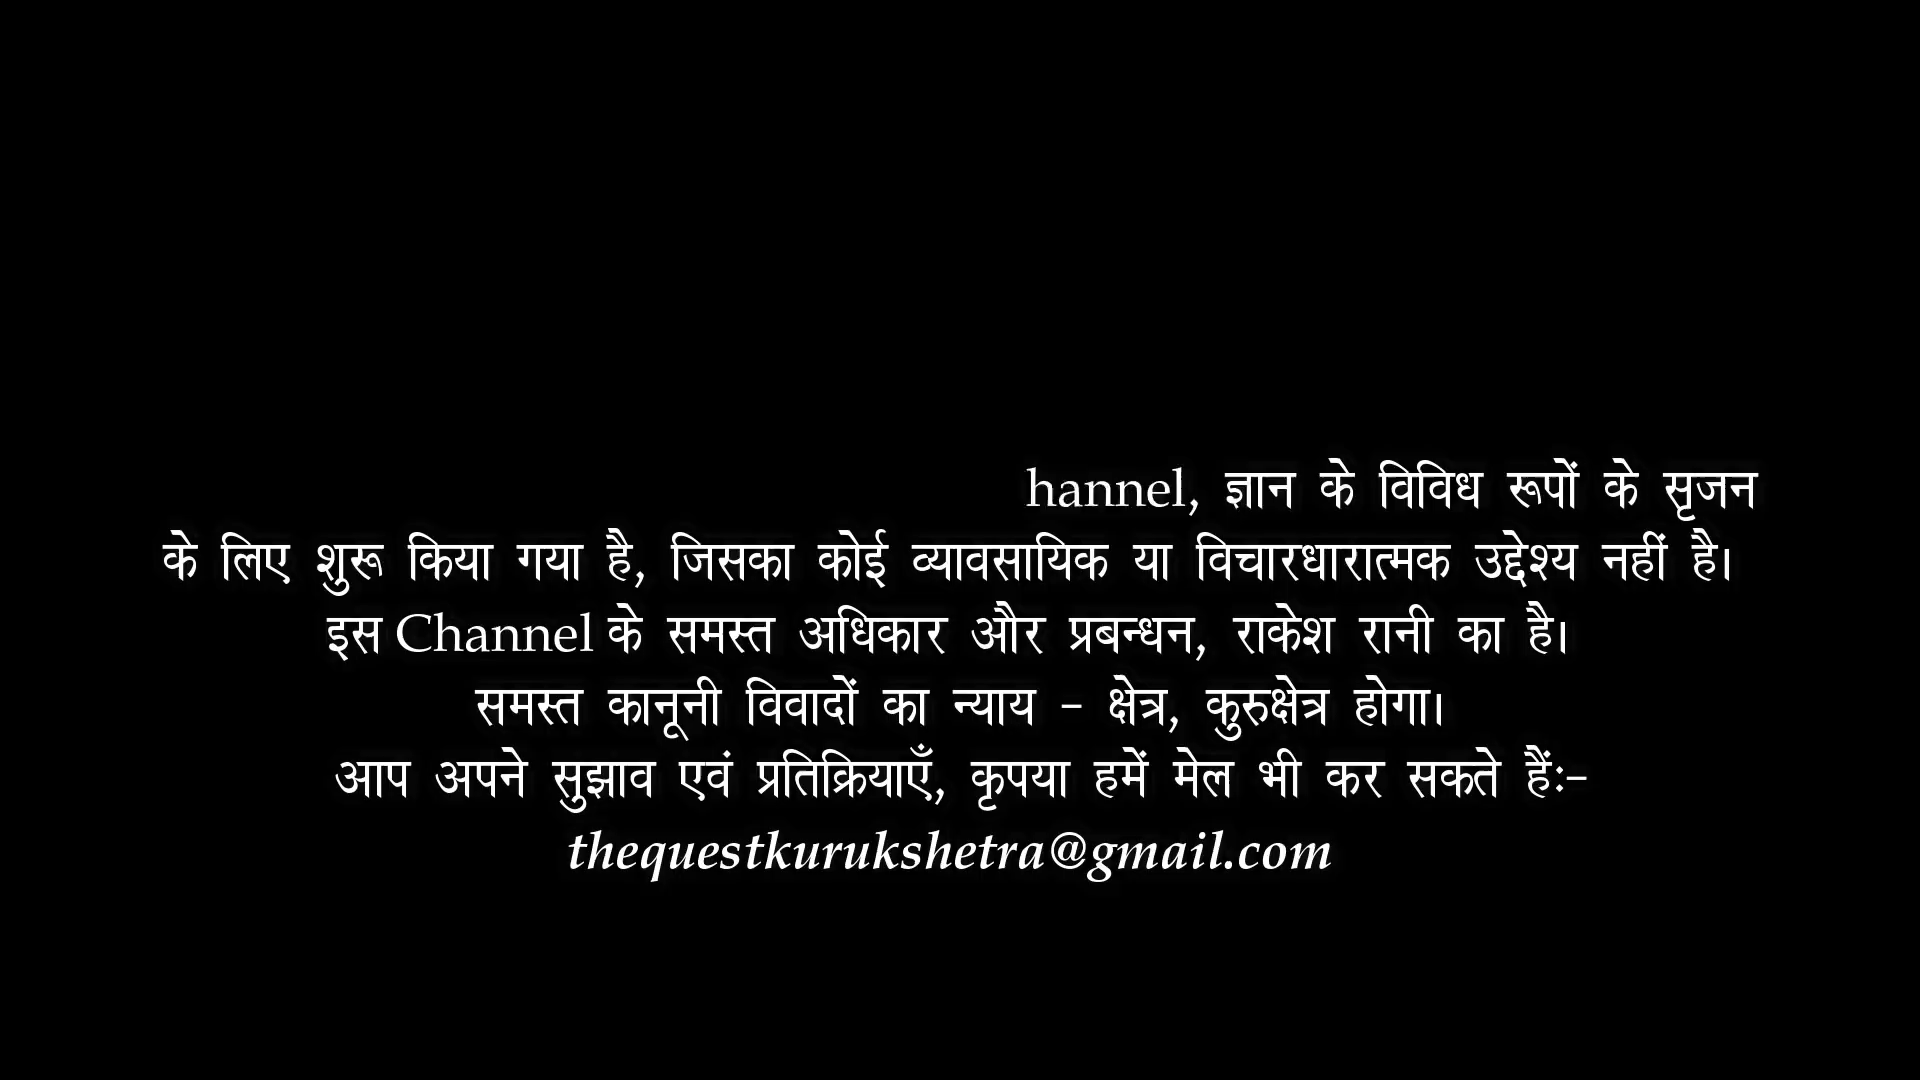 hannel, ज्ञान के विविध रूपों के सृजन
के लिए शुरू किया गया है, जिसका कोई व्यावसायिक या विचारधारात्मक उद्देश्य नहीं है।
इस Channel के समस्त अधिकार और प्रबन्धन, राकेश रानी का है।
समस्त कानूनी विवादों का न्याय - क्षेत्र, कुरुक्षेत्र होगा।
आप अपने सुझाव एवं प्रतिक्रियाएँ, कृपया हमें मेल भी कर सकते हैंः-
thequestkurukshetra@gmail.com